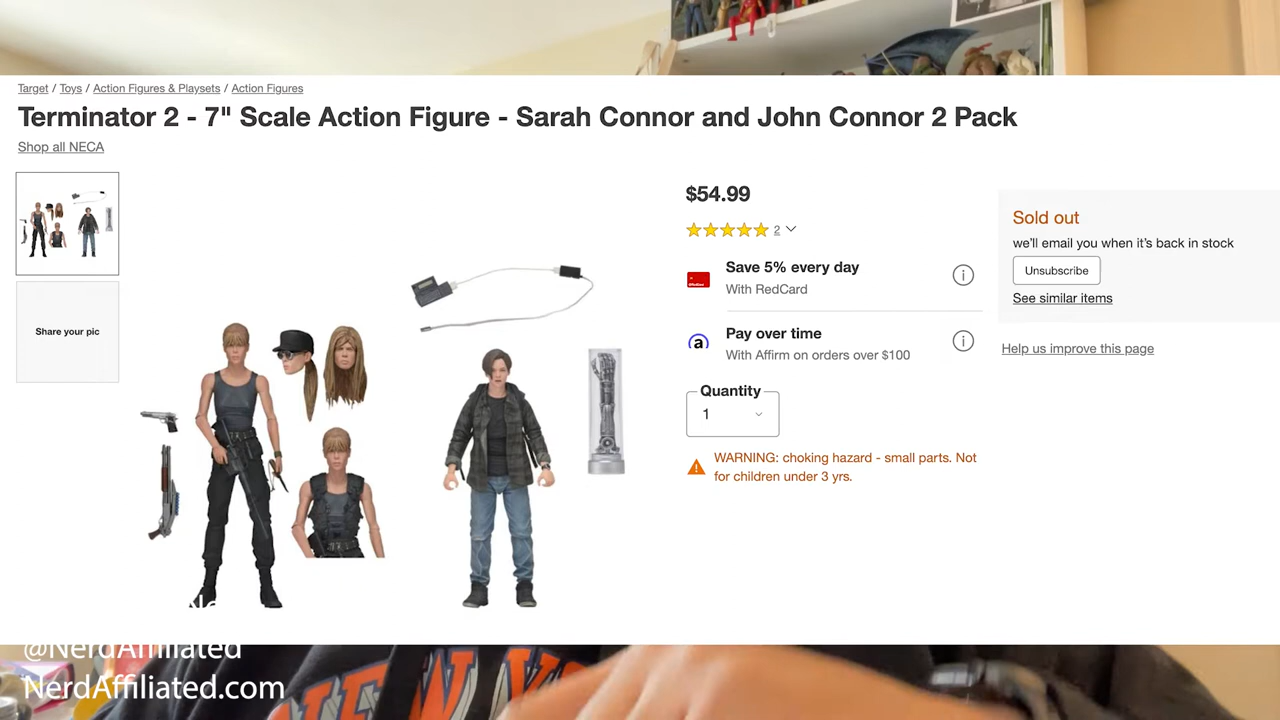 Target / Toys / Action Figures & Playsets / Action Figures
Terminator 2 - 7" Scale Action Figure - Sarah Connor and John Connor 2 Pack
Shop all NECA
Share your pic
$54.99
2
Save 5% every day
With RedCard
a
Pay over time
With Affirm on orders over $100
Quantity
1
WARNING: choking hazard - small parts. Not
for children under 3 yrs.
Sold out
we'll email you when it's back in stock
Unsubscribe
See similar items
Help us improve this page
@NerdAffiliated
NerdAffiliated.com
NEW